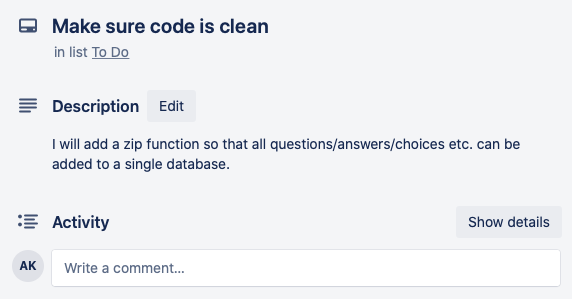 Make sure code is clean
in list To Do
Description Edit
I will add a zip function so that all questions/answers/choices etc. can be
added to a single database.
Activity Show details
AK Write a comment...